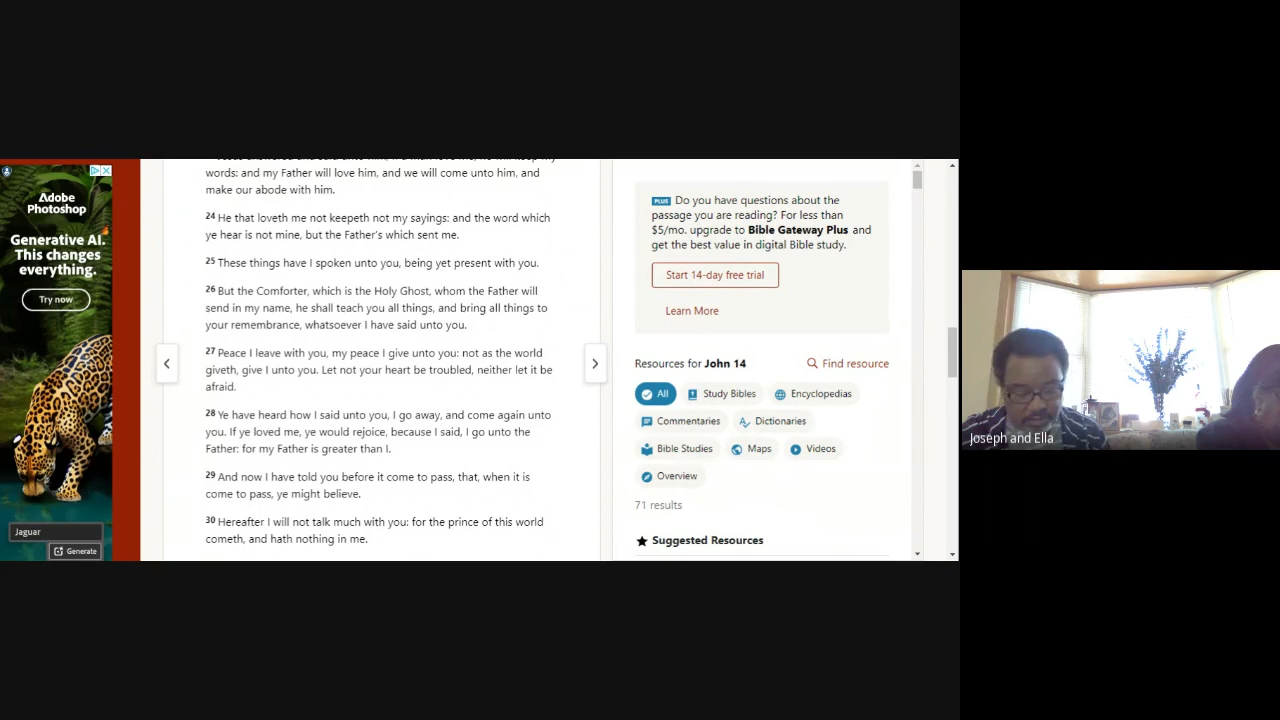 Adobe
Photoshop
Generative AI.
This changes
everything.
Try now
Jaguar
Generate
words: and my Father will love him, and we will come unto him, and
make our abode with him.
24 He that loveth me not keepeth not my sayings: and the word which
ye hear is not mine, but the Father's which sent me.
25 These things have I spoken unto you, being yet present with you.
26 But the Comforter, which is the Holy Ghost, whom the Father will
send in my name, he shall teach you all things, and bring all things to
your remembrance, whatsoever I have said unto you.
27 Peace I leave with you, my peace I give unto you: not as the world
giveth, give I unto you. Let not your heart be troubled, neither let it be
afraid.
28 Ye have heard how I said unto you, I go away, and come again unto
you. If ye loved me, ye would rejoice, because I said, I go unto the
Father: for my Father is greater than I.
29 And now I have told you before it come to pass, that, when it is
come to pass, ye might believe.
30 Hereafter I will not talk much with you: for the prince of this world
cometh, and hath nothing in me.
PLUS Do you have questions about the
passage you are reading? For less than
$5/mo. upgrade to Bible Gateway Plus and
get the best value in digital Bible study.
Start 14-day free trial
Learn More
Resources for John 14 Find resource
All Study Bibles Encyclopedias
Commentaries Dictionaries
Bible Studies Maps Videos
Overview
71 results
Suggested Resources
Joseph and Ella